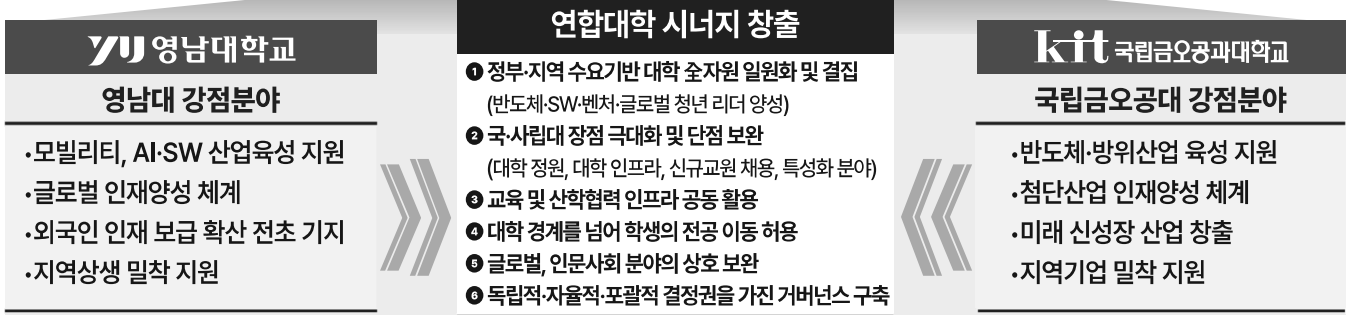 YU 영남대학교
영남대 강점분야
•모빌리티, AI·SW 산업육성 지원
•글로벌 인재양성 체계
•외국인 인재 보급 확산 전초 기지
•지역상생 밀착 지원
연합대학 시너지 창출
❶ 정부·지역 수요기반 대학 全자원 일원화 및 결집
(반도체·SW·벤처·글로벌 청년 리더 양성)
❷ 국·사립대 장점 극대화 및 단점 보완
(대학 정원, 대학 인프라, 신규교원 채용, 특성화 분야)
❸ 교육 및 산학협력 인프라 공동 활용
❹ 대학 경계를 넘어 학생의 전공 이동 허용
❺ 글로벌, 인문사회 분야의 상호 보완
❻ 독립적·자율적·포괄적 결정권을 가진 거버넌스 구축
kit 국립금오공과대학교
국립금오공대 강점분야
•반도체·방위산업 육성 지원
•첨단산업 인재양성 체계
•미래 신성장 산업 창출
•지역기업 밀착 지원